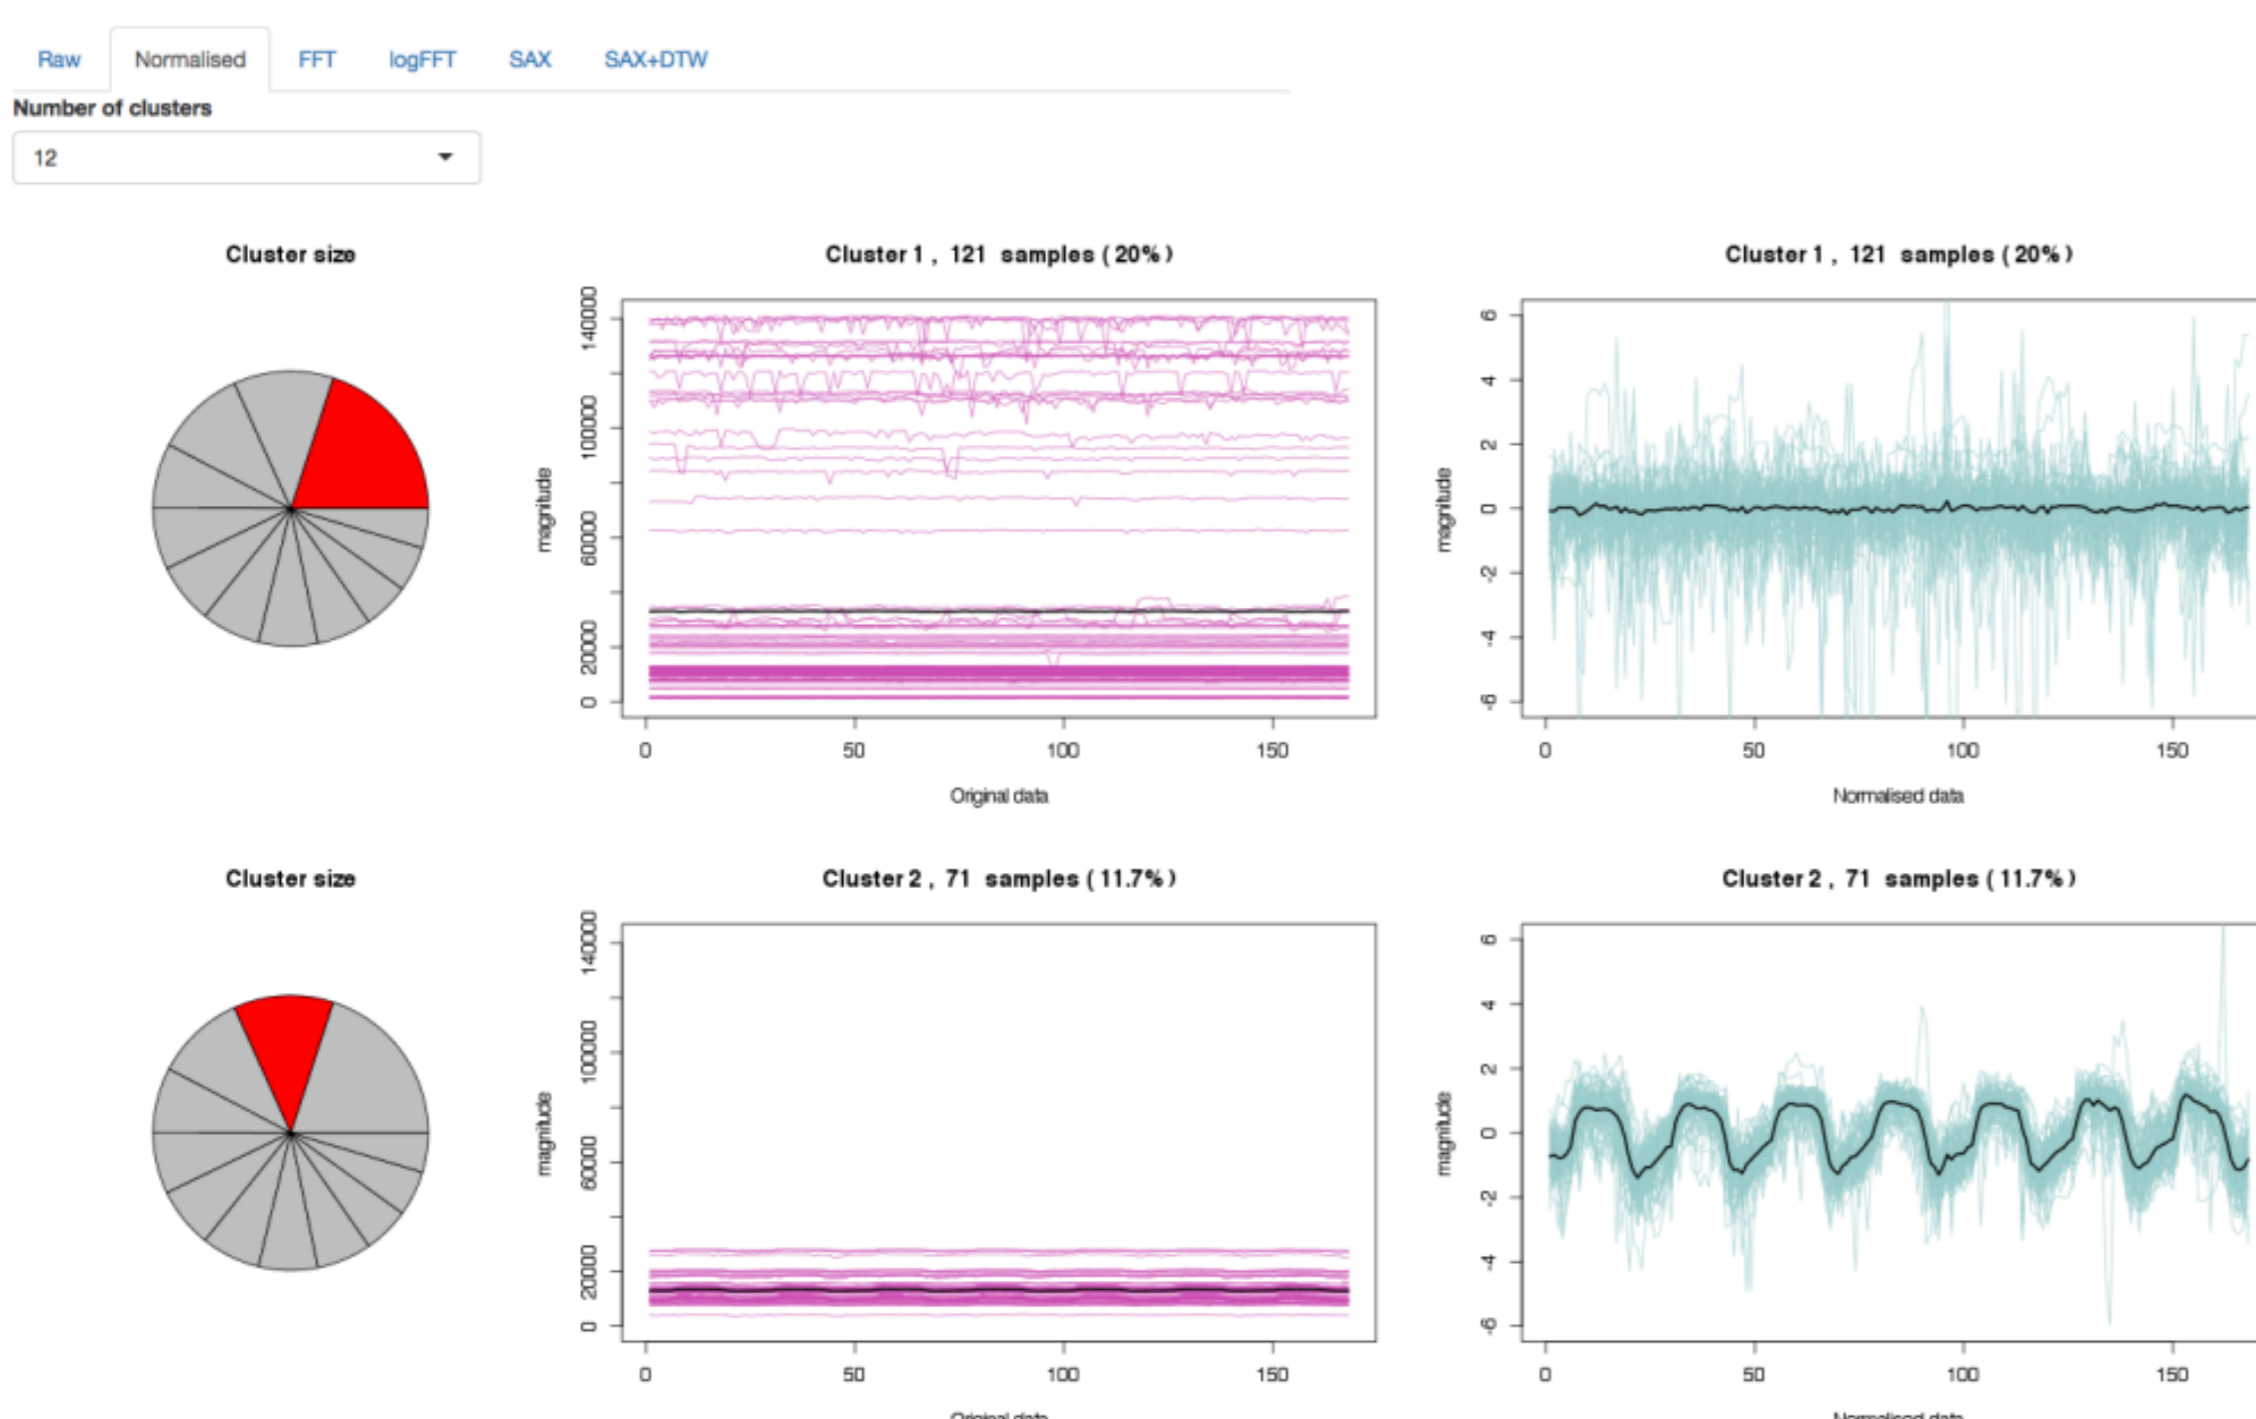 Raw Normalised FFT logFFT SAX SAX+DTW
Number of clusters
12
Cluster size
Cluster 1 , 121 samples ( 20% )
Cluster 1 , 121 samples ( 20% )
magnitude
0 20000 60000 100000 140000
0 50 100 150
Original data
magnitude
-6 -4 -2 0 2 4 6
0 50 100 150
Normalised data
Cluster size
Cluster 2 , 71 samples ( 11.7% )
Cluster 2 , 71 samples ( 11.7% )
magnitude
0 20000 60000 100000 140000
0 50 100 150
Original data
magnitude
-6 -4 -2 0 2 4 6
0 50 100 150
Normalised data